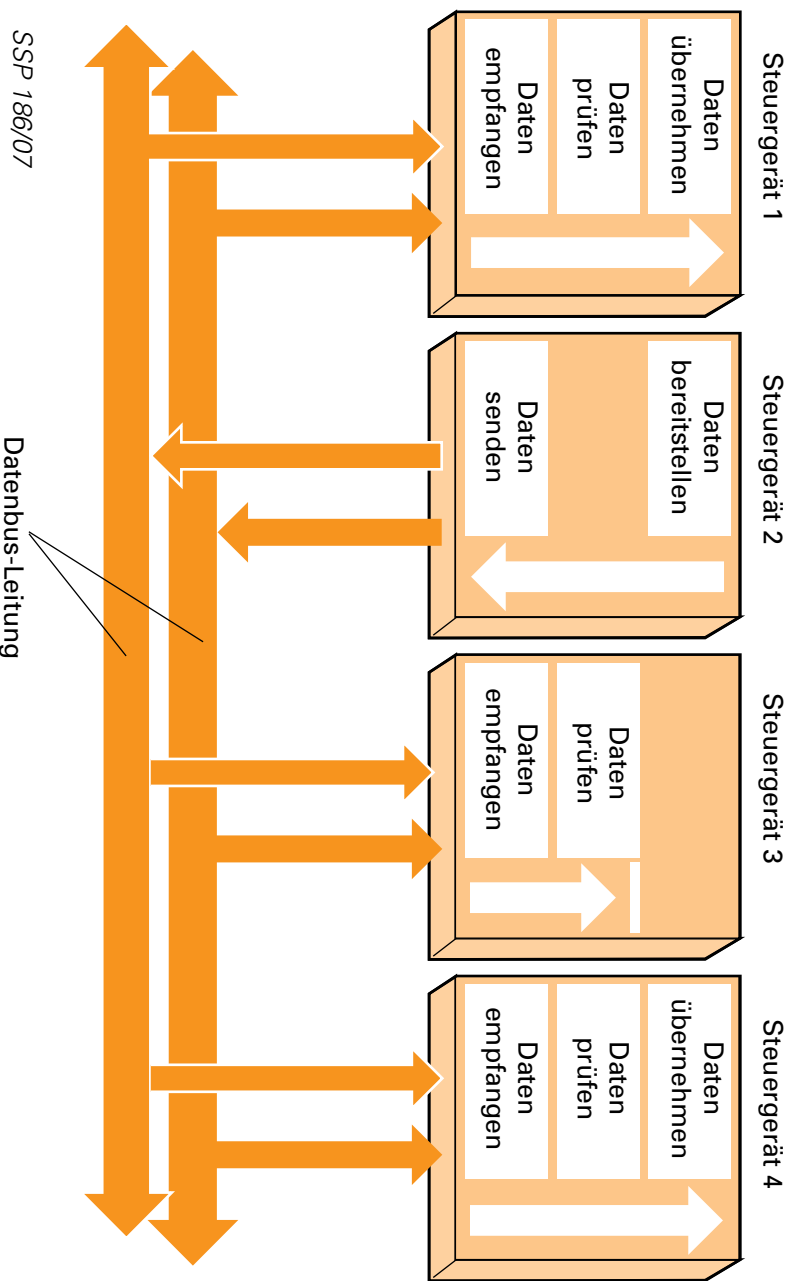 Steuergerät 1
Daten
übernehmen
Daten
prüfen
Daten
empfangen
Steuergerät 2
Daten
bereitstellen
Daten
senden
Steuergerät 3
Daten
prüfen
Daten
empfangen
Steuergerät 4
Daten
übernehmen
Daten
prüfen
Daten
empfangen
Datenbus-Leitung
SSP 186/07